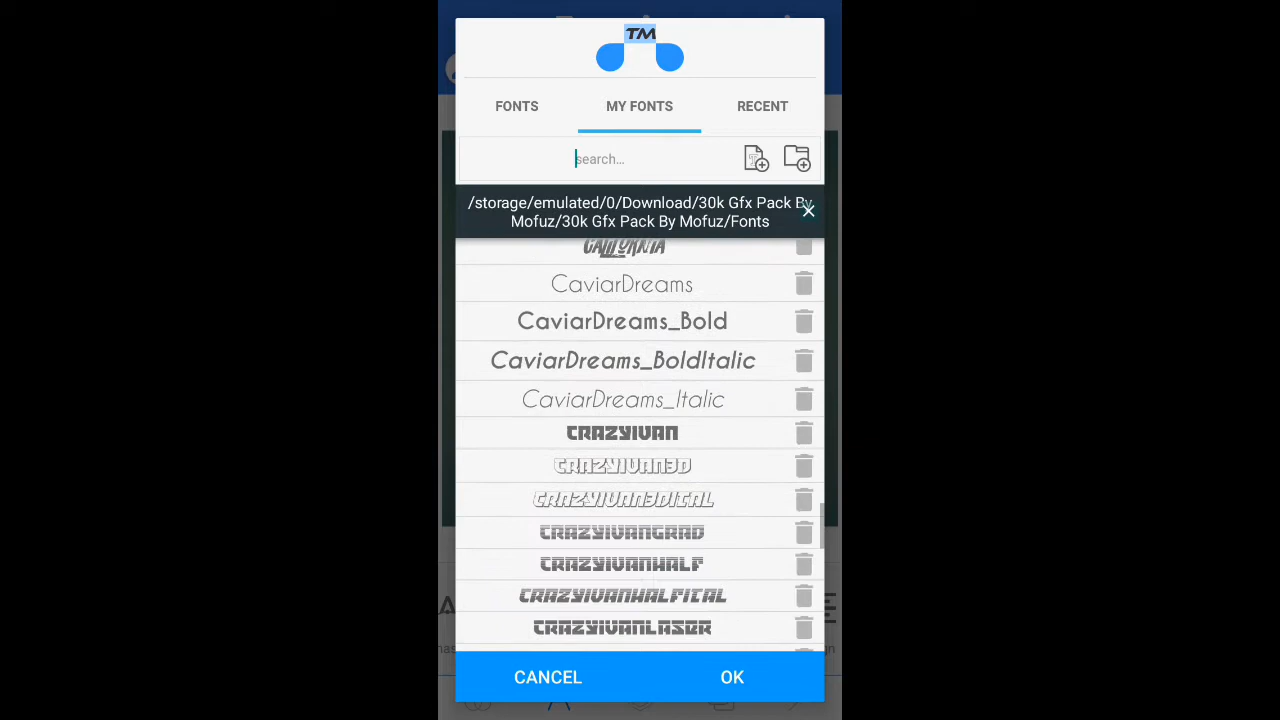 TM
FONTS
MY FONTS
RECENT
search...
/storage/emulated/0/Download/30k Gfx Pack By
Mofuz/30k Gfx Pack By Mofuz/Fonts
CALIFORNIA
CaviarDreams
CaviarDreams_Bold
CaviarDreams_BoldItalic
CaviarDreams_Italic
CRAZYIVAN
CRAZYIVAN3D
CRAZYIVAN3DITAL
CRAZYIVANGRAD
CRAZYIVANHALF
CRAZYIVANHALFITAL
CRAZYIVANLASER
CANCEL
OK